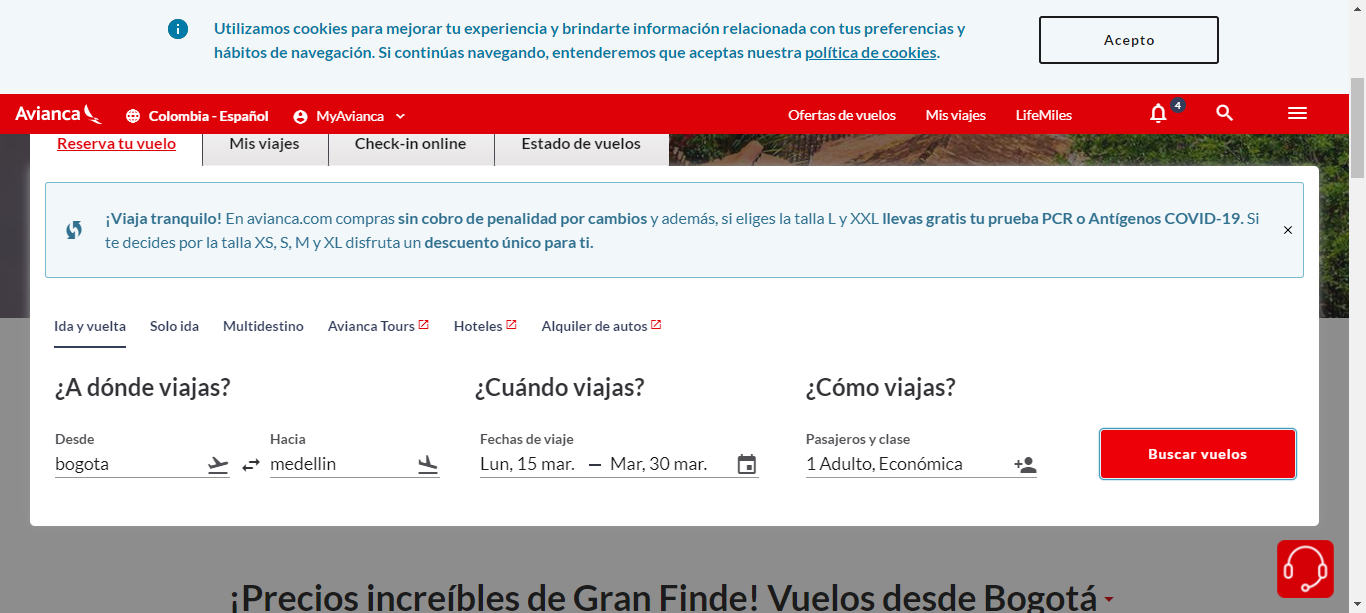 Utilizamos cookies para mejorar tu experiencia y brindarte información relacionada con tus preferencias y
hábitos de navegación. Si continúas navegando, entenderemos que aceptas nuestra política de cookies.
Acepto
Avianca
Colombia - Español
MyAvianca
Ofertas de vuelos
Mis viajes
LifeMiles
4
Reserva tu vuelo
Mis viajes
Check-in online
Estado de vuelos
¡Viaja tranquilo! En avianca.com compras sin cobro de penalidad por cambios y además, si eliges la talla L y XXL llevas gratis tu prueba PCR o Antígenos COVID-19. Si
te decides por la talla XS, S, M y XL disfruta un descuento único para ti.
Ida y vuelta
Solo ida
Multidestino
Avianca Tours
Hoteles
Alquiler de autos
¿A dónde viajas?
¿Cuándo viajas?
¿Cómo viajas?
Desde
Hacia
Fechas de viaje
Pasajeros y clase
bogota
medellin
Lun, 15 mar. — Mar, 30 mar.
1 Adulto, Económica
Buscar vuelos
¡Precios increíbles de Gran Finde! Vuelos desde Bogotá